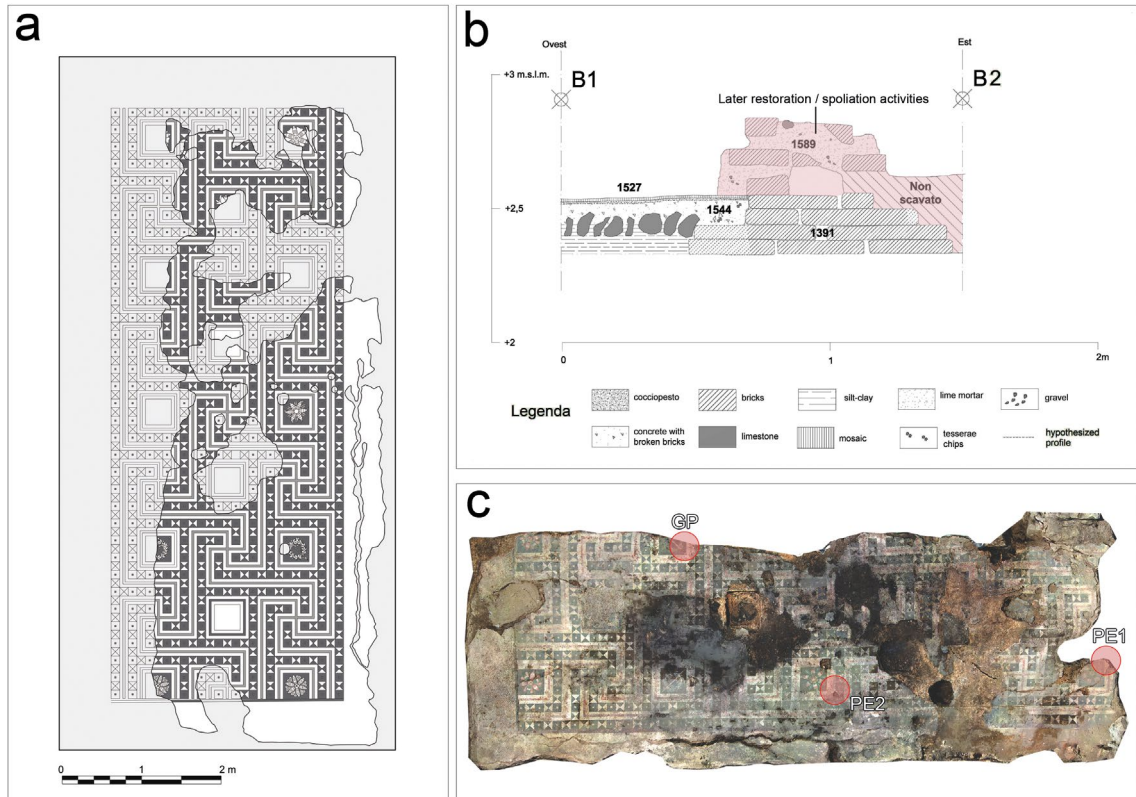 a
0 1 2 m
b
Ovest
Est
+3 m.s.l.m.
B1
B2
Later restoration / spoliation activities
1589
1527
Non
scavato
+2,5
1544
1391
+2
0 1 2m
Legenda
cocciopesto
bricks
silt-clay
lime mortar
gravel
concrete with
broken bricks
limestone
mosaic
tesserae
chips
hypothesized
profile
c
GP
PE1
PE2